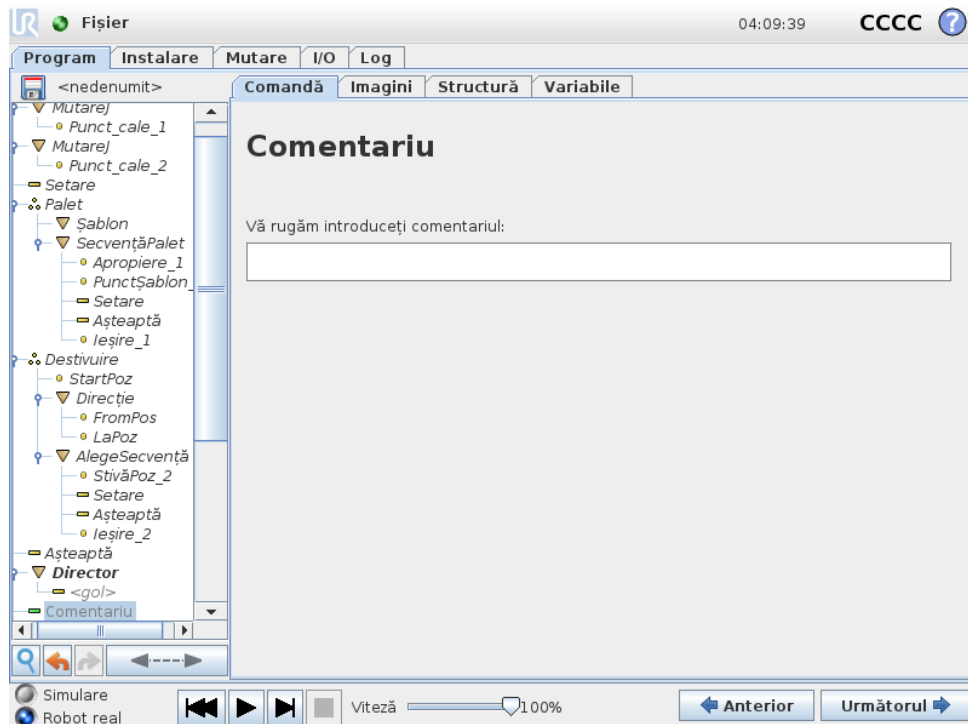 Fișier
04:09:39
CCCC
?
Program
Instalare
Mutare
I/O
Log
<nedenumit>
Comandă
Imagini
Structură
Variabile
MutareJ
Punct_cale_1
MutareJ
Punct_cale_2
Setare
Palet
Șablon
SecvențăPalet
Apropiere_1
PunctȘablon_
Setare
Așteaptă
Ieșire_1
Destivuire
StartPoz
Direcție
FromPos
LaPoz
AlegeSecvență
StivăPoz_2
Setare
Așteaptă
Ieșire_2
Așteaptă
Director
<gol>
Comentariu
Comentariu
Vă rugăm introduceți comentariul:
Simulare
Robot real
Viteză
100%
Anterior
Următorul